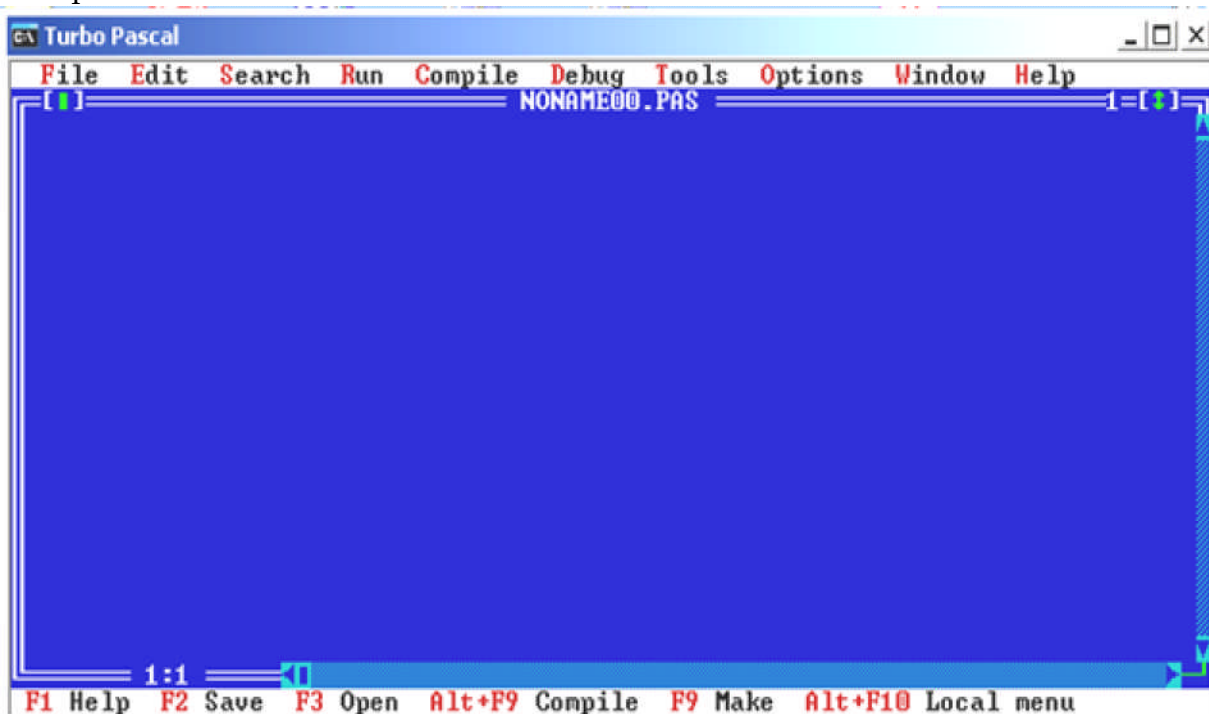 Turbo Pascal
File Edit Search Run Compile Debug Tools Options Window Help
[ ] NONAME00.PAS 1=[↕]
1:1
F1 Help F2 Save F3 Open Alt+F9 Compile F9 Make Alt+F10 Local menu